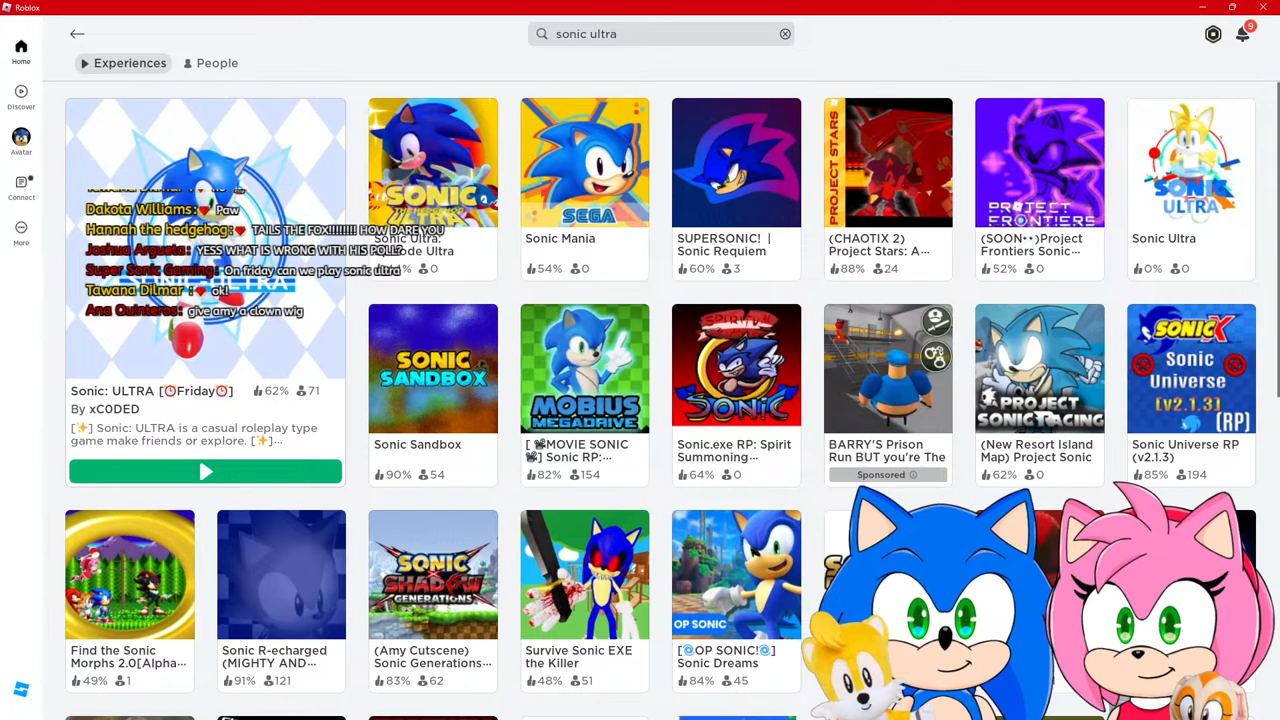 Roblox
sonic ultra
9
Home
Experiences
People
Discover
Avatar
Connect
More
Dakota Williams: Paw
Hannah the hedgehog: TAILS THE FOX!!!!!!!! HOW DARE YOU
Joshua Argueta: YESS WHAT IS WRONG WITH HIS POLL?
Super Sonic Gaming: On friday can we play sonic ultra
Tawana Dilmar : ok!
Ana Quinteros: give amy a clown wig
Sonic: ULTRA [⏰Friday⏰]
62% 71
By xC0DED
[✨] Sonic: ULTRA is a casual roleplay type
game make friends or explore. [✨]...
SONIC
Sonic Ultra:
0
SEGA
Sonic Mania
54% 0
SUPERSONIC! |
Sonic Requiem
60% 3
PROJECT STARS
(CHAOTIX 2)
Project Stars: A...
88% 24
PROJECT
FRONTIERS
(SOON👀)Project
Frontiers Sonic...
52% 0
SONIC
ULTRA
Sonic Ultra
0% 0
SONIC
SANDBOX
Sonic Sandbox
90% 54
MOBIUS
MEGADRIVE
[📽MOVIE SONIC
📽] Sonic RP:...
82% 154
SPIRITUAL
SONIC
Sonic.exe RP: Spirit
Summoning...
64% 0
BARRY'S Prison
Run BUT you're The
Sponsored
PROJECT
SONIC RACING
(New Resort Island
Map) Project Sonic
62% 0
SONIC X
Sonic
Universe
[v2.1.3]
(RP)
Sonic Universe RP
(v2.1.3)
85% 194
Find the Sonic
Morphs 2.0[Alpha...
49% 1
Sonic R-echarged
(MIGHTY AND...
91% 121
SONIC
SHADOW
GENERATIONS
(Amy Cutscene)
Sonic Generations...
83% 62
Survive Sonic EXE
the Killer
48% 51
OP SONIC
[🌀OP SONIC!🌀]
Sonic Dreams
84% 45